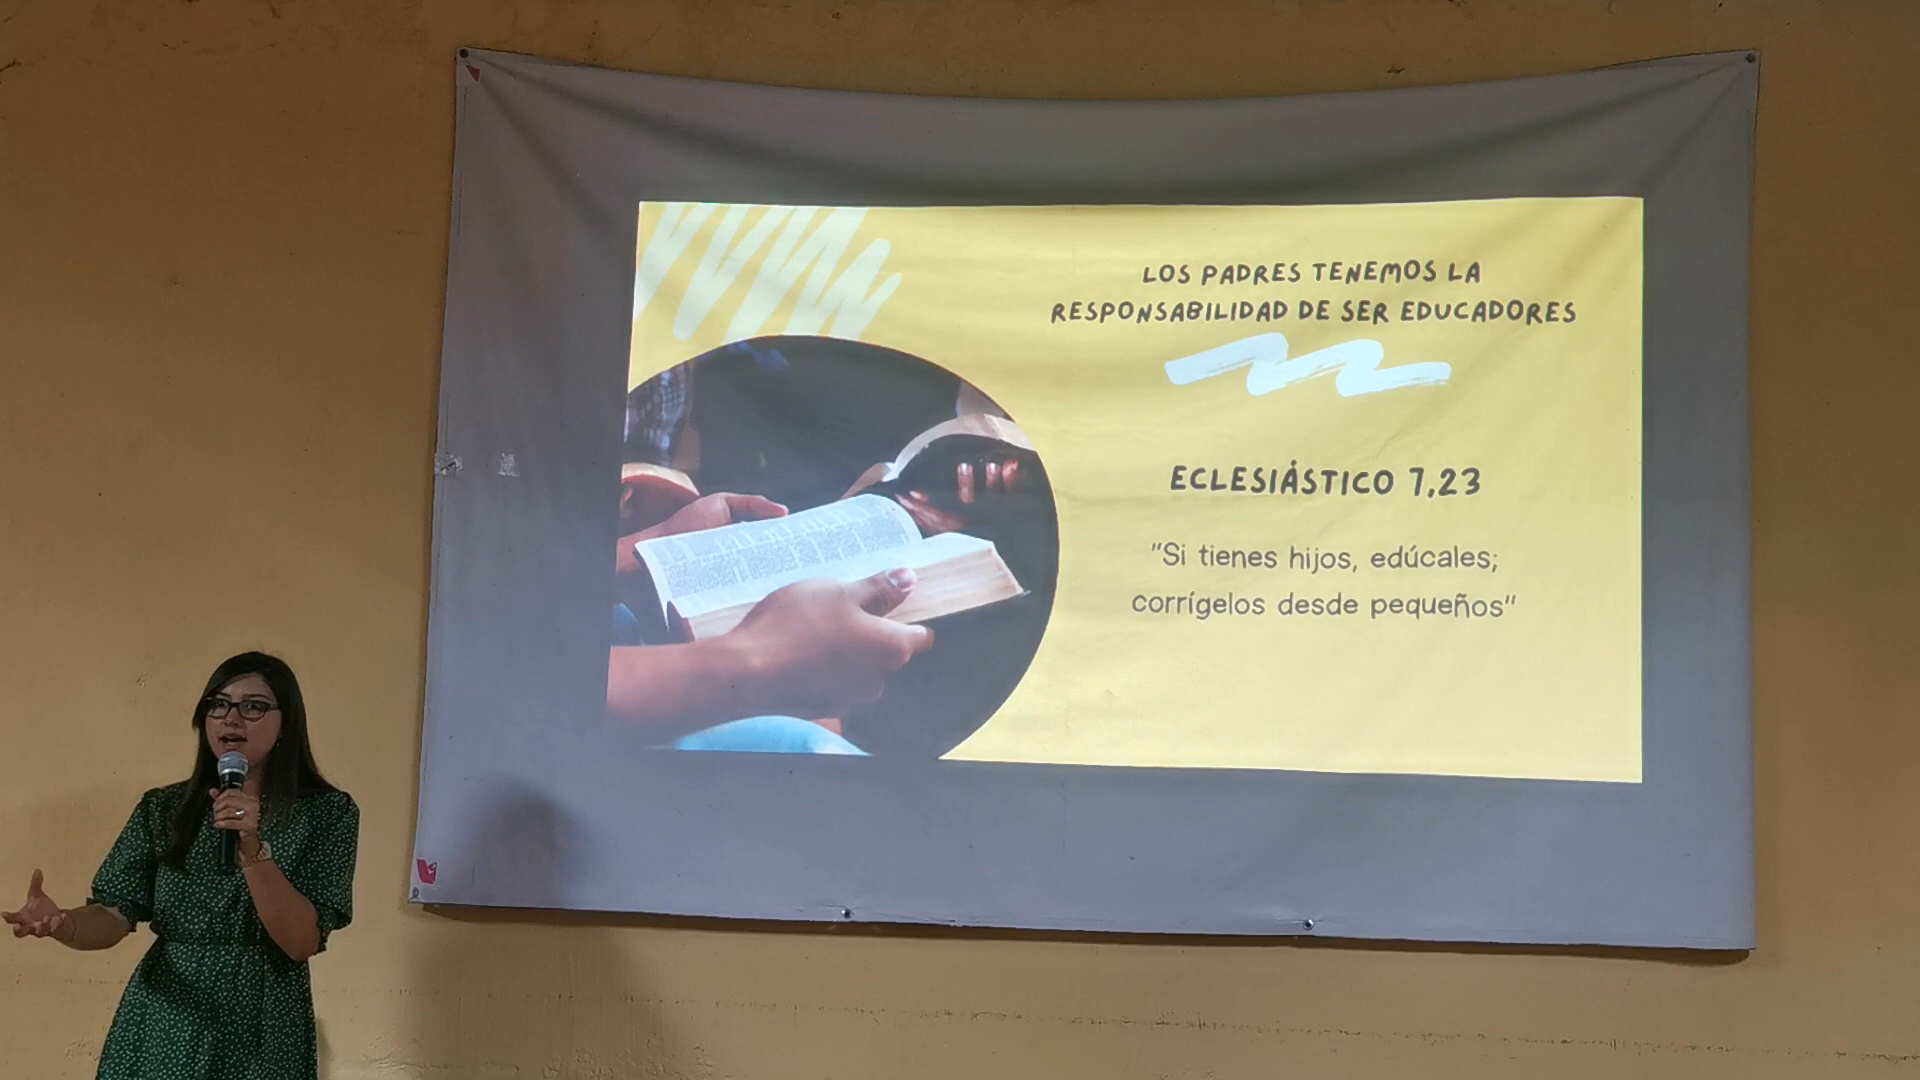 LOS PADRES TENEMOS LA
RESPONSABILIDAD DE SER EDUCADORES
ECLESIÁSTICO 7,23
"Si tienes hijos, edúcales;
corrígelos desde pequeños"